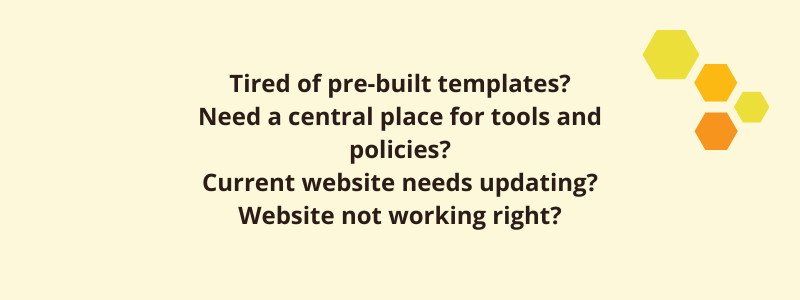 Tired of pre-built templates?
Need a central place for tools and
policies?
Current website needs updating?
Website not working right?